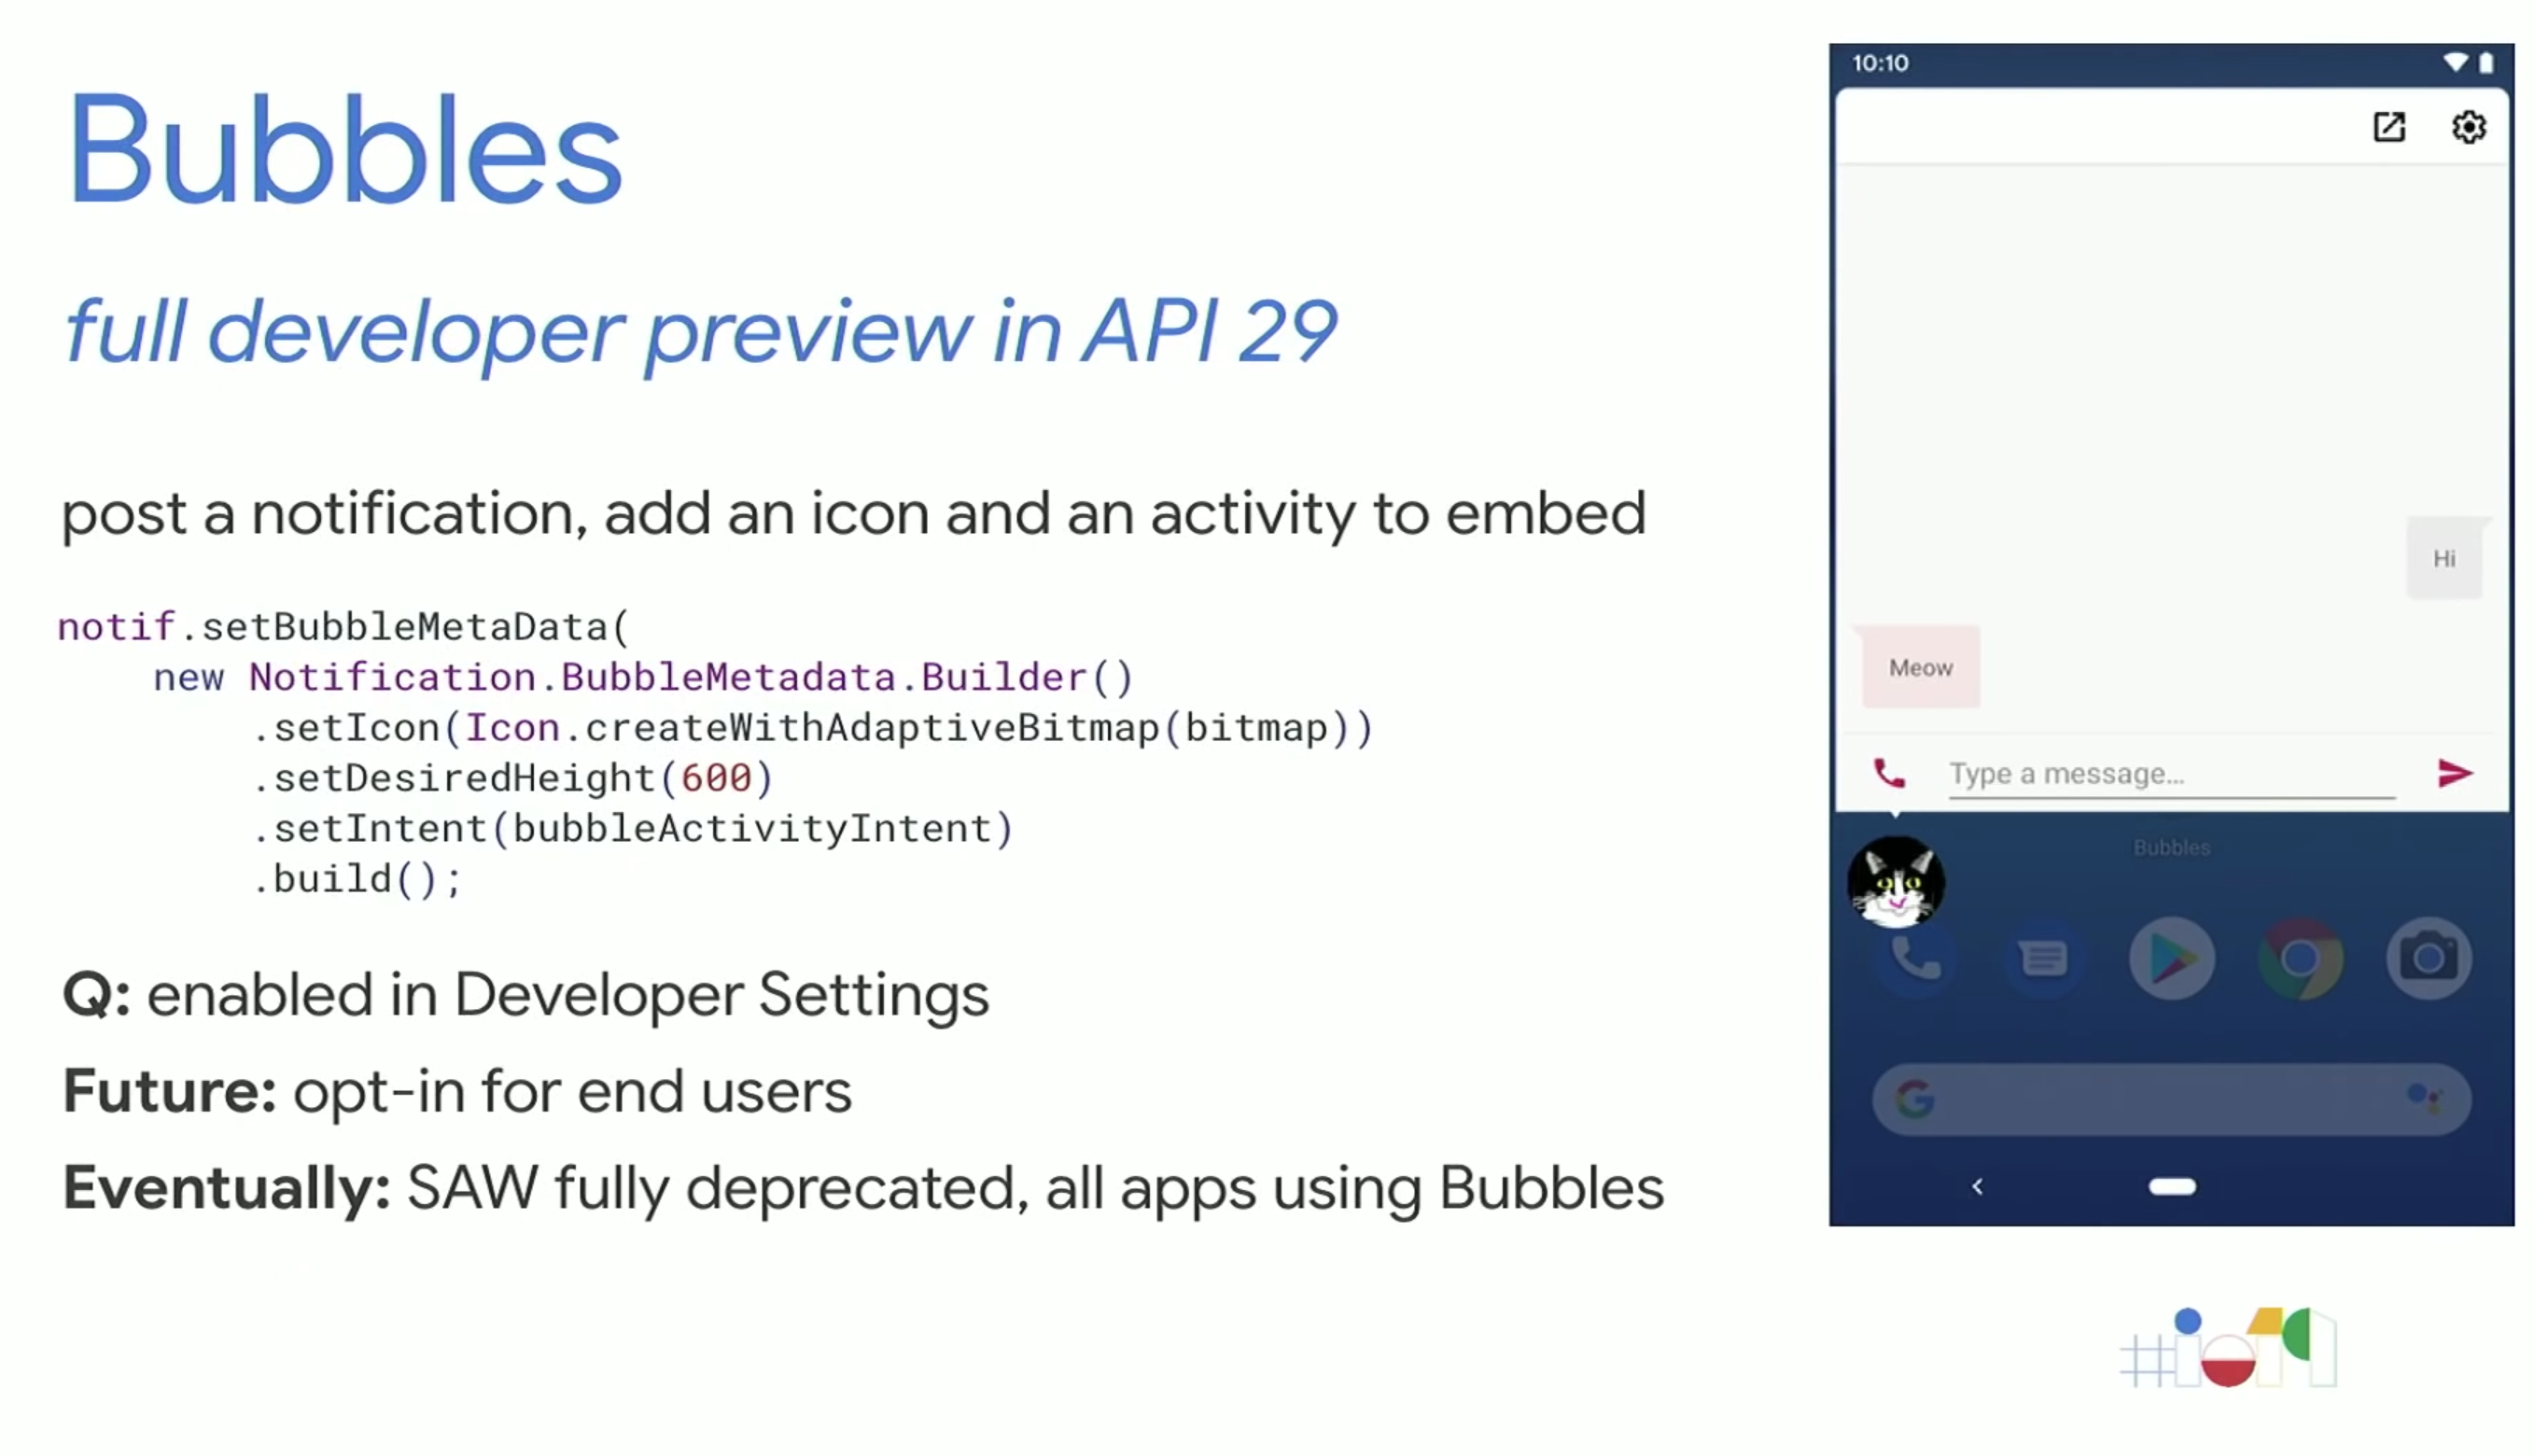 Bubbles
full developer preview in API 29
post a notification, add an icon and an activity to embed
notif.setBubbleMetaData(
new Notification.BubbleMetadata.Builder()
.setIcon(Icon.createWithAdaptiveBitmap(bitmap))
.setDesiredHeight(600)
.setIntent(bubbleActivityIntent)
.build();
Q: enabled in Developer Settings
Future: opt-in for end users
Eventually: SAW fully deprecated, all apps using Bubbles
10:10
Hi
Meow
Type a message...
Bubbles
G
#io19